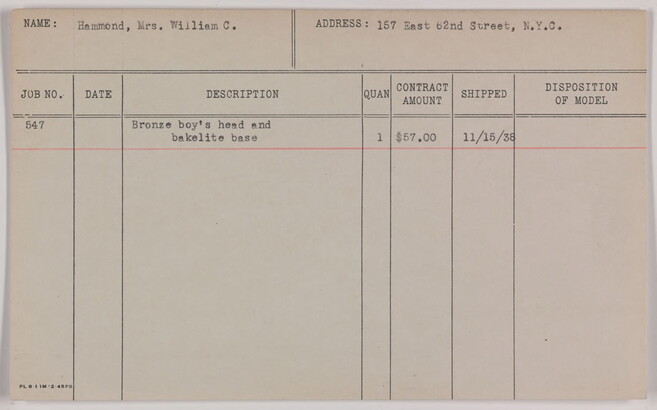 NAME: Hammond, Mrs. William C. ADDRESS: 157 East 62nd Street, N.Y.C.
JOB NO. DATE DESCRIPTION QUAN CONTRACT AMOUNT SHIPPED DISPOSITION OF MODEL
547 Bronze boy's head and
bakelite base 1 $57.00 11/15/38